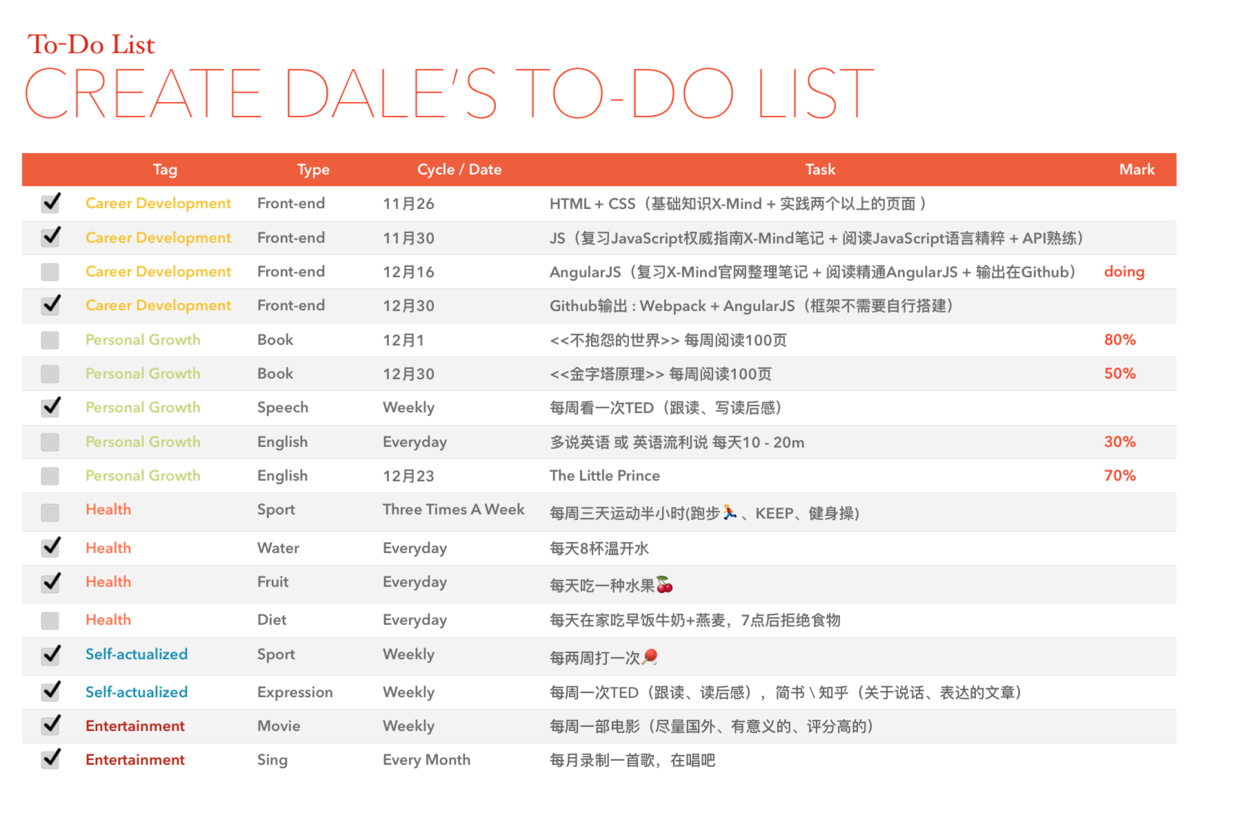 To-Do List
CREATE DALE'S TO-DO LIST
Tag Type Cycle / Date Task Mark
Career Development Front-end 11月26 HTML + CSS（基础知识X-Mind + 实践两个以上的页面 ）
Career Development Front-end 11月30 JS（复习JavaScript权威指南X-Mind笔记 + 阅读JavaScript语言精粹 + API熟练）
Career Development Front-end 12月16 AngularJS（复习X-Mind官网整理笔记 + 阅读精通AngularJS + 输出在Github） doing
Career Development Front-end 12月30 Github输出 : Webpack + AngularJS（框架不需要自行搭建）
Personal Growth Book 12月1 <<不抱怨的世界>> 每周阅读100页 80%
Personal Growth Book 12月30 <<金字塔原理>> 每周阅读100页 50%
Personal Growth Speech Weekly 每周看一次TED（跟读、写读后感）
Personal Growth English Everyday 多说英语 或 英语流利说 每天10 - 20m 30%
Personal Growth English 12月23 The Little Prince 70%
Health Sport Three Times A Week 每周三天运动半小时(跑步🏃、KEEP、健身操)
Health Water Everyday 每天8杯温开水
Health Fruit Everyday 每天吃一种水果🍒
Health Diet Everyday 每天在家吃早饭牛奶+燕麦，7点后拒绝食物
Self-actualized Sport Weekly 每两周打一次🏓
Self-actualized Expression Weekly 每周一次TED（跟读、读后感），简书 \ 知乎（关于说话、表达的文章）
Entertainment Movie Weekly 每周一部电影（尽量国外、有意义的、评分高的）
Entertainment Sing Every Month 每月录制一首歌，在唱吧